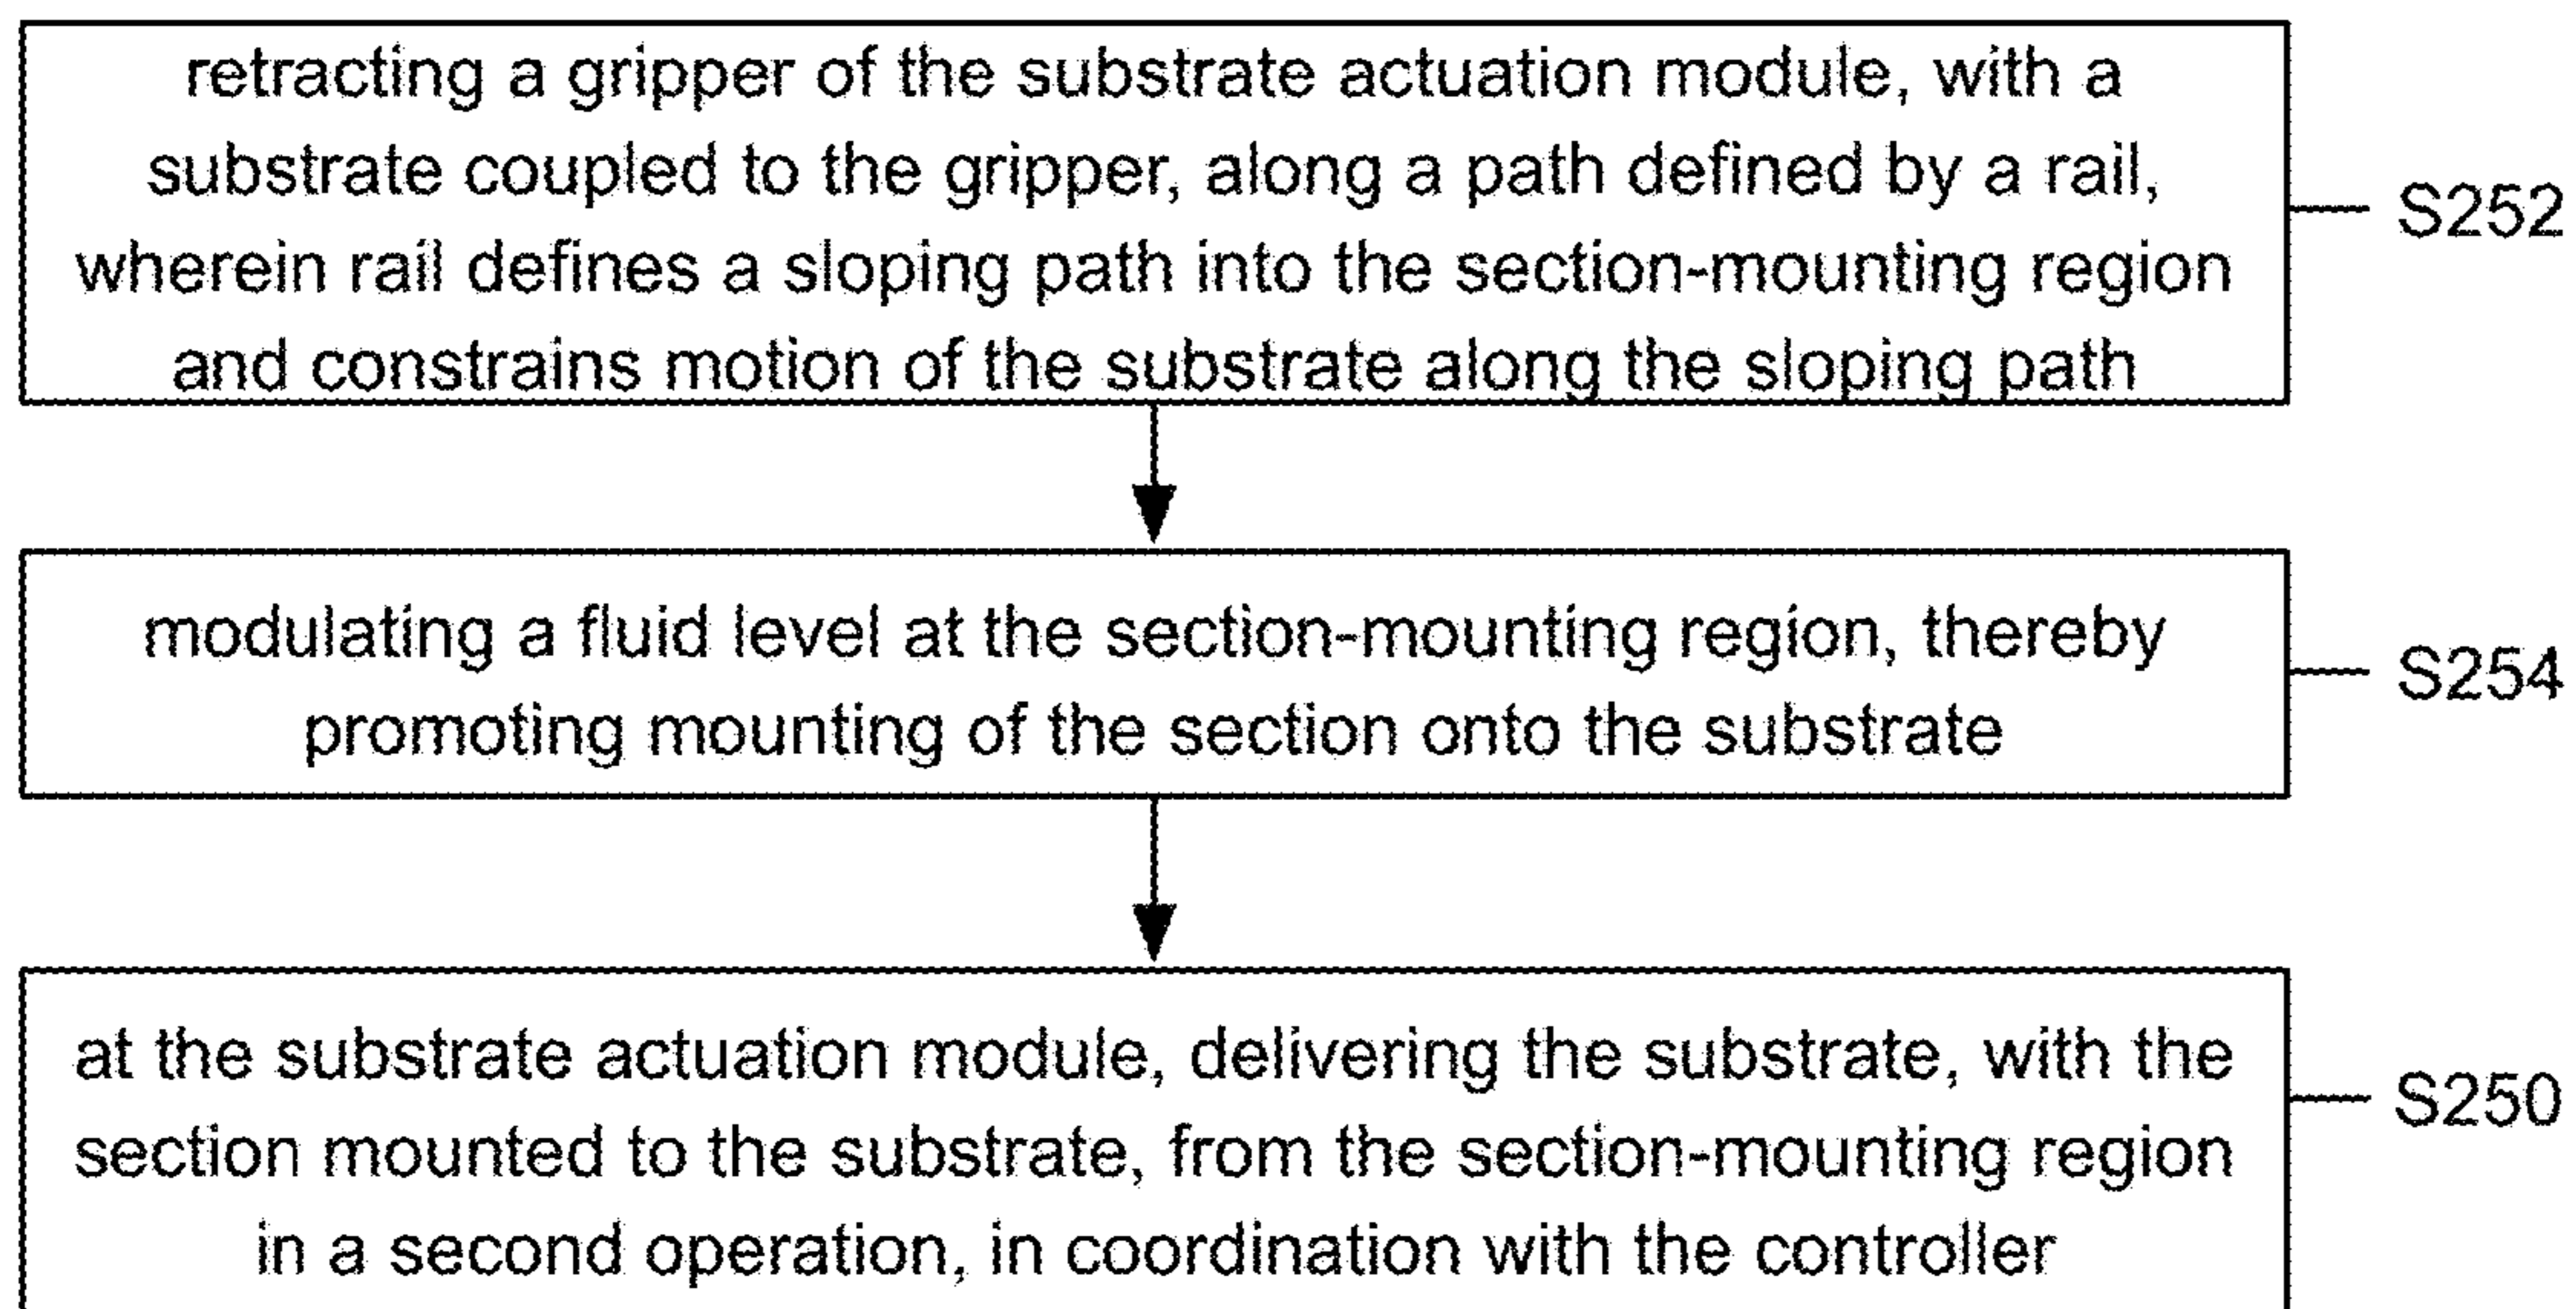 retracting a gripper of the substrate actuation module, with a
substrate coupled to the gripper, along a path defined by a rail,
wherein rail defines a sloping path into the section-mounting region
and constrains motion of the substrate along the sloping path
S252
modulating a fluid level at the section-mounting region, thereby
promoting mounting of the section onto the substrate
S254
at the substrate actuation module, delivering the substrate, with the
section mounted to the substrate, from the section-mounting region
in a second operation, in coordination with the controller
S250